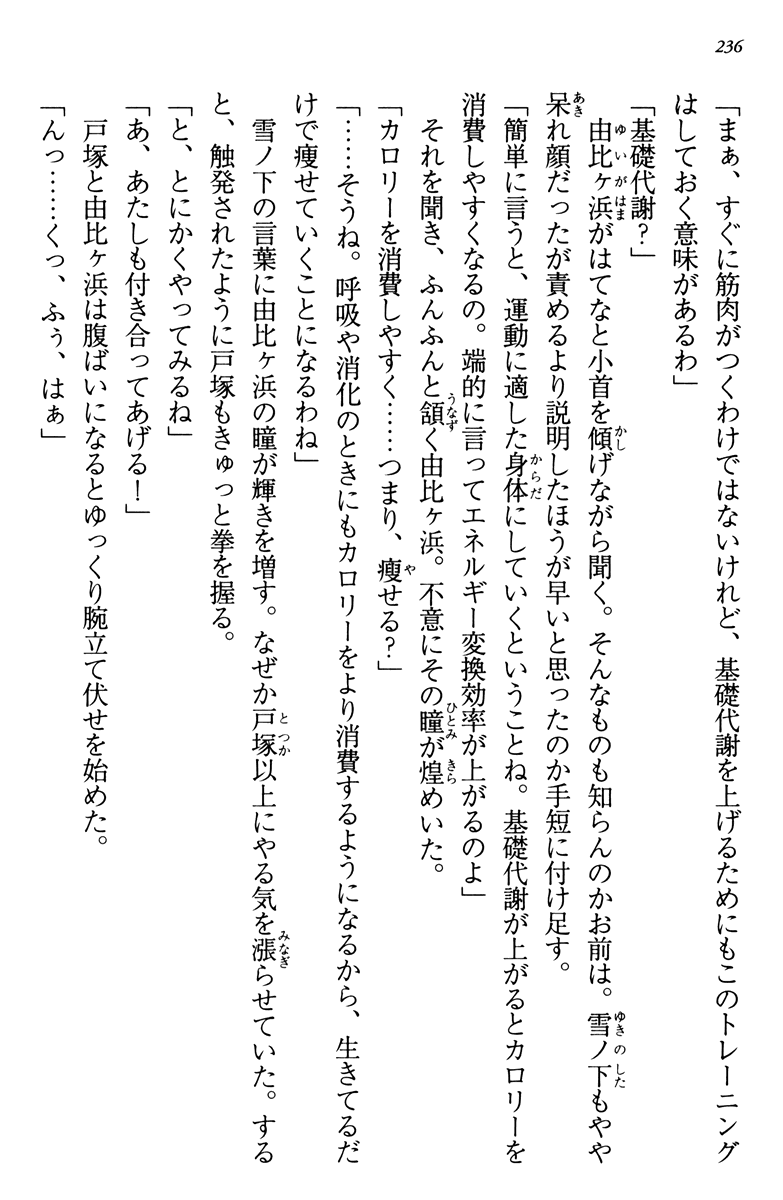 236
「まぁ、すぐに筋肉がつくわけではないけれど、基礎代謝を上げるためにもこのトレーニング
はしておく意味があるわ」
「基礎代謝？」
　由比ヶ浜がはてなと小首を傾げながら聞く。そんなものも知らんのかお前は。雪ノ下もやや
呆れ顔だったが責めるより説明したほうが早いと思ったのか手短に付け足す。
「簡単に言うと、運動に適した身体にしていくということね。基礎代謝が上がるとカロリーを
消費しやすくなるの。端的に言ってエネルギー変換効率が上がるのよ」
　それを聞き、ふんふんと頷く由比ヶ浜。不意にその瞳が煌めいた。
「カロリーを消費しやすく……つまり、痩せる？」
「……そうね。呼吸や消化のときにもカロリーをより消費するようになるから、生きてるだ
けで痩せていくことになるわね」
　雪ノ下の言葉に由比ヶ浜の瞳が輝きを増す。なぜか戸塚以上にやる気を漲らせていた。する
と、触発されたように戸塚もきゅっと拳を握る。
「と、とにかくやってみるね」
「あ、あたしも付き合ってあげる！」
　戸塚と由比ヶ浜は腹ばいになるとゆっくり腕立て伏せを始めた。
「んっ……くっ、ふぅ、はぁ」